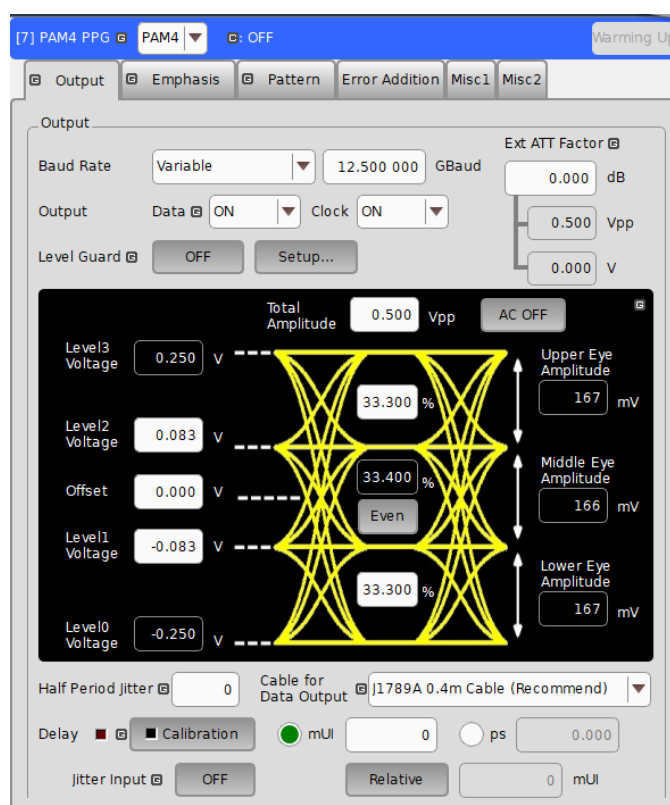 [7] PAM4 PPG G PAM4 C: OFF Warming Up
G Output G Emphasis G Pattern Error Addition Misc1 Misc2
Output
Ext ATT Factor G
Baud Rate Variable 12.500 000 GBaud 0.000 dB
Output Data G ON Clock ON 0.500 Vpp
Level Guard G OFF Setup... 0.000 V
Total
Amplitude 0.500 Vpp AC OFF G
Level3
Voltage 0.250 V
Upper Eye
Amplitude
33.300 % 167 mV
Level2
Voltage 0.083 V
Middle Eye
Amplitude
Offset 0.000 V 33.400 % 166 mV
Even
Level1
Voltage -0.083 V
Lower Eye
Amplitude
33.300 % 167 mV
Level0
Voltage -0.250 V
Half Period Jitter G 0 Cable for
Data Output G J1789A 0.4m Cable (Recommend)
Delay G Calibration mUI 0 ps 0.000
Jitter Input G OFF Relative 0 mUI